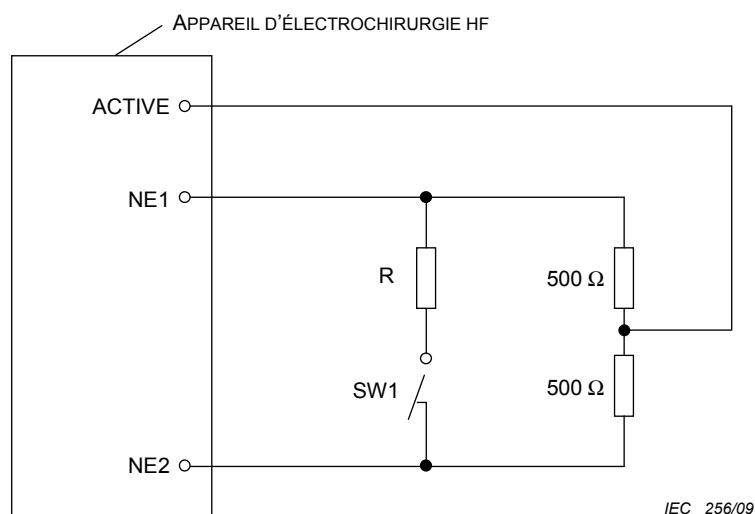 APPAREIL D'ÉLECTROCHIRURGIE HF
ACTIVE
NE1
R
500 Ω
SW1
500 Ω
NE2
IEC 256/09